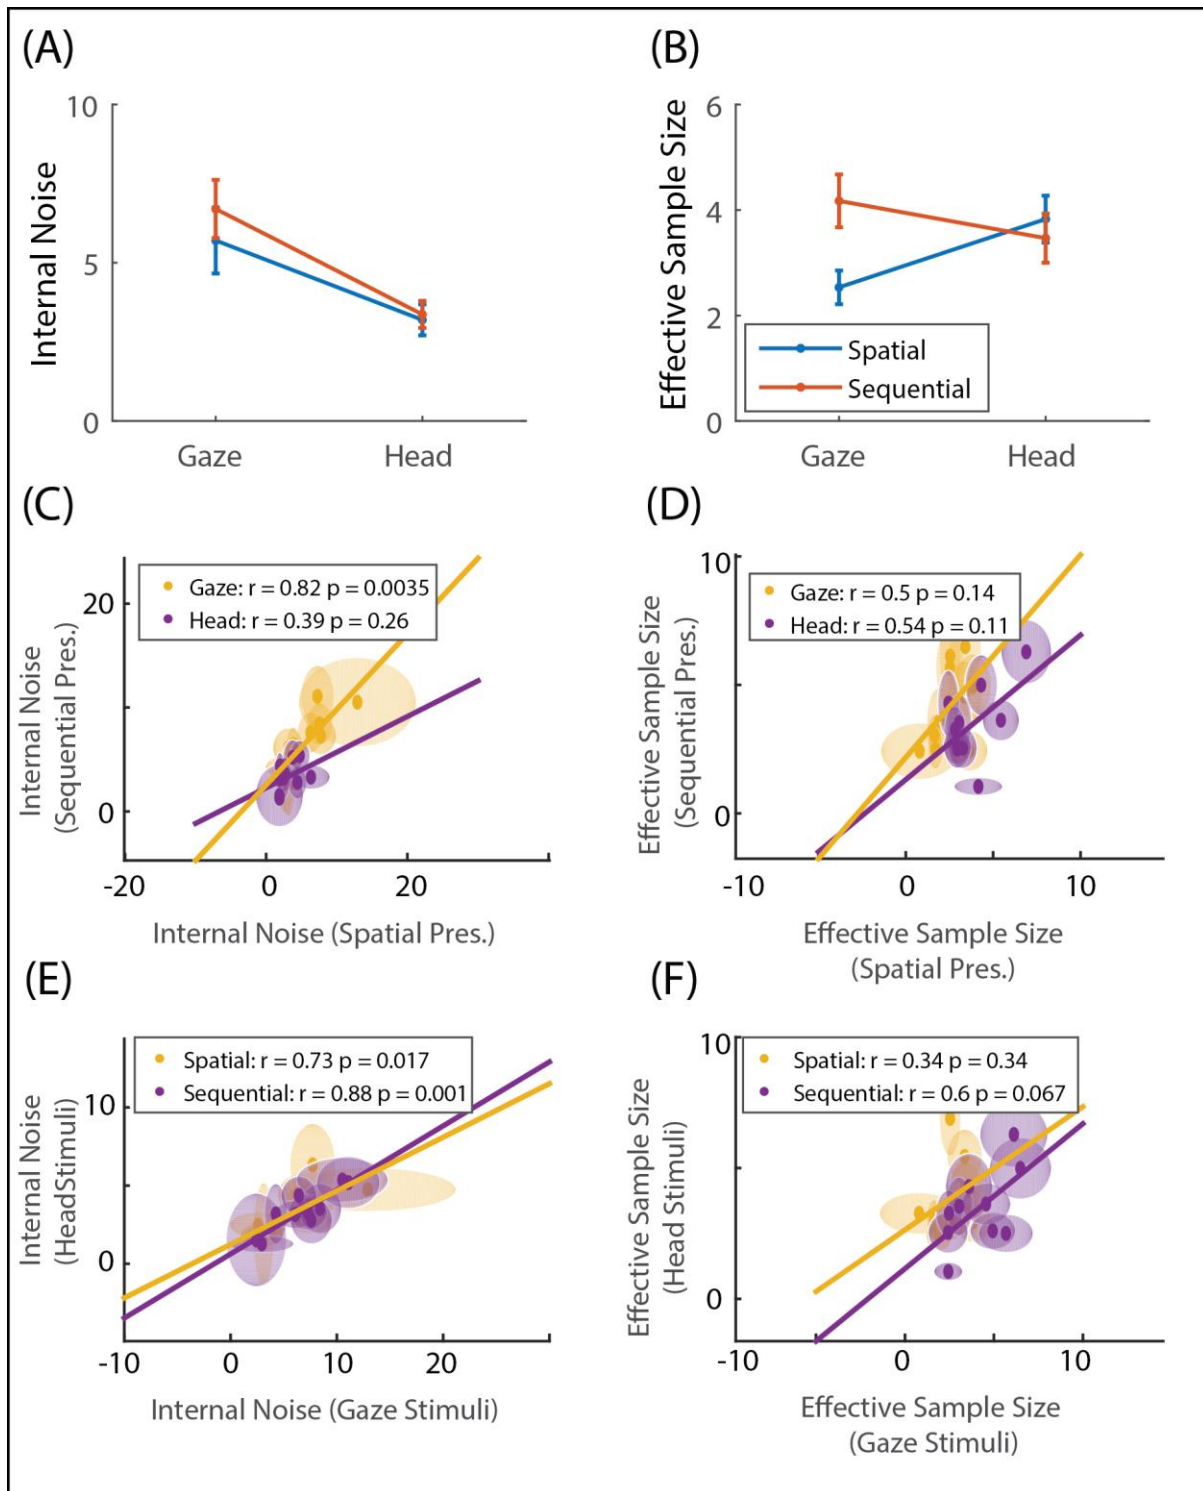 (A)
(B)
10
5
0
Internal Noise
Gaze
Head
6
4
2
0
Effective Sample Size
Spatial
Sequential
Gaze
Head
(C)
(D)
Gaze: r = 0.82 p = 0.0035
Head: r = 0.39 p = 0.26
20
0
Internal Noise
(Sequential Pres.)
-20
0
20
Internal Noise (Spatial Pres.)
10
Gaze: r = 0.5 p = 0.14
Head: r = 0.54 p = 0.11
0
Effective Sample Size
(Sequential Pres.)
-10
0
10
Effective Sample Size
(Spatial Pres.)
(E)
(F)
Spatial: r = 0.73 p = 0.017
Sequential: r = 0.88 p = 0.001
10
0
Internal Noise
(HeadStimuli)
-10
0
10
20
Internal Noise (Gaze Stimuli)
10
Spatial: r = 0.34 p = 0.34
Sequential: r = 0.6 p = 0.067
0
Effective Sample Size
(Head Stimuli)
-10
0
10
Effective Sample Size
(Gaze Stimuli)